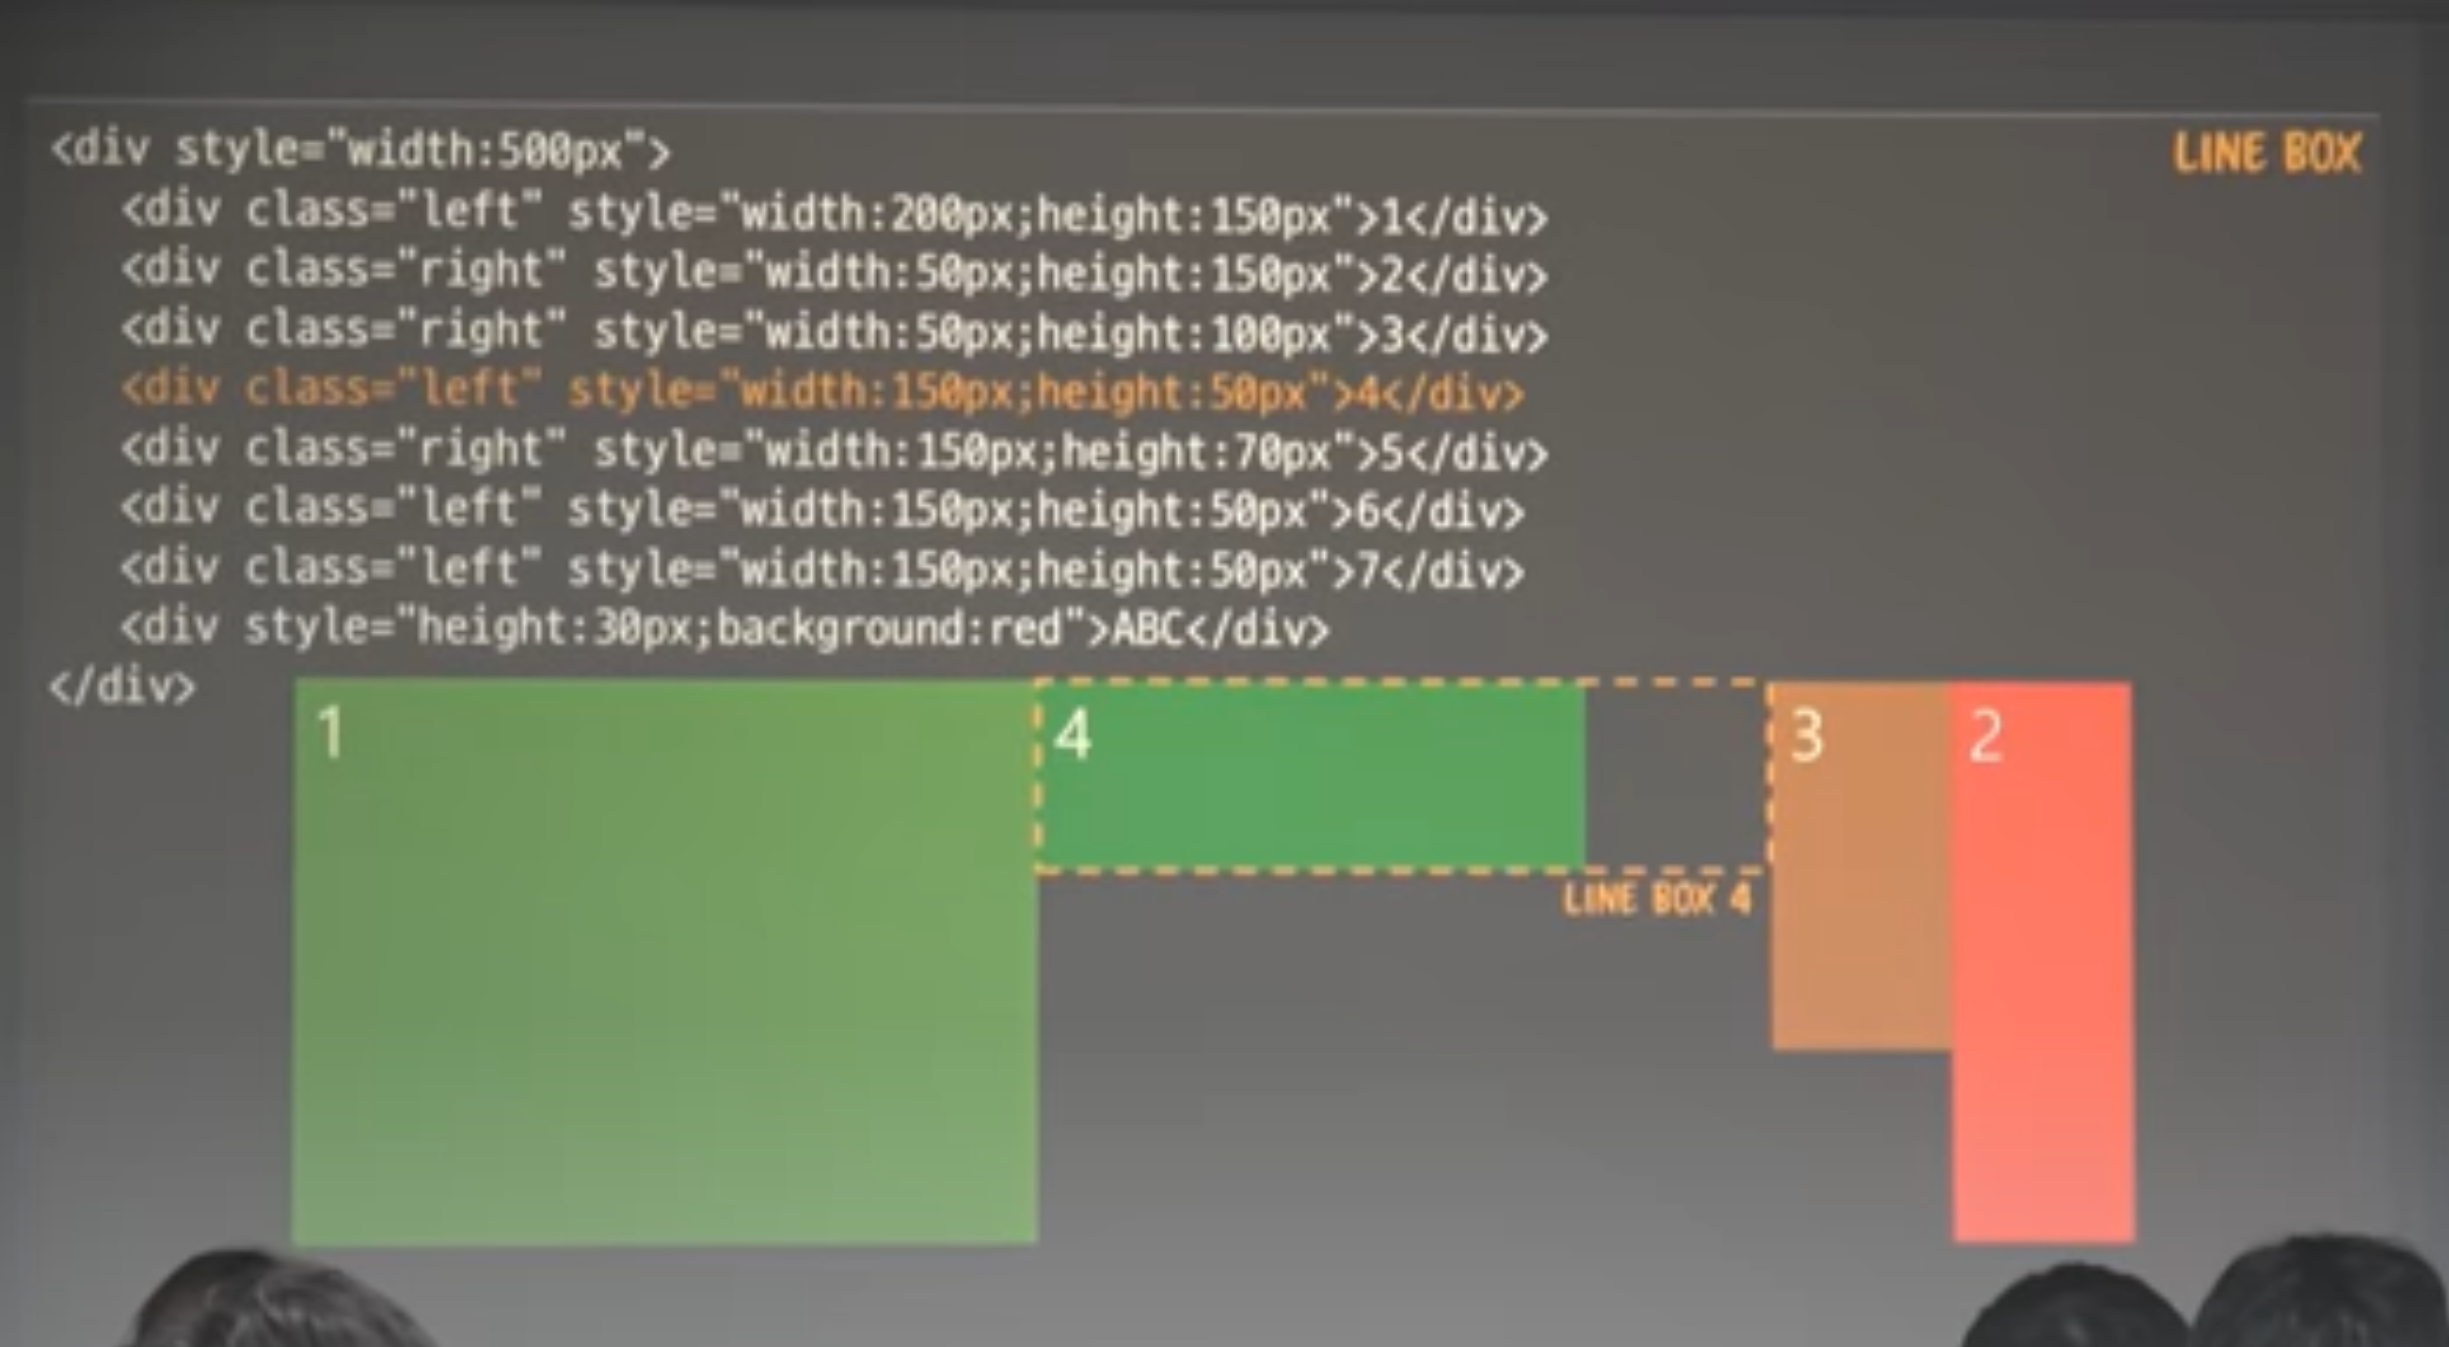 <div style="width:500px">
LINE BOX
<div class="left" style="width:200px;height:150px">1</div>
<div class="right" style="width:50px;height:150px">2</div>
<div class="right" style="width:50px;height:100px">3</div>
<div class="left" style="width:150px;height:50px">4</div>
<div class="right" style="width:150px;height:70px">5</div>
<div class="left" style="width:150px;height:50px">6</div>
<div class="left" style="width:150px;height:50px">7</div>
<div style="height:30px;background:red">ABC</div>
</div>
1
4
3
2
LINE BOX 4